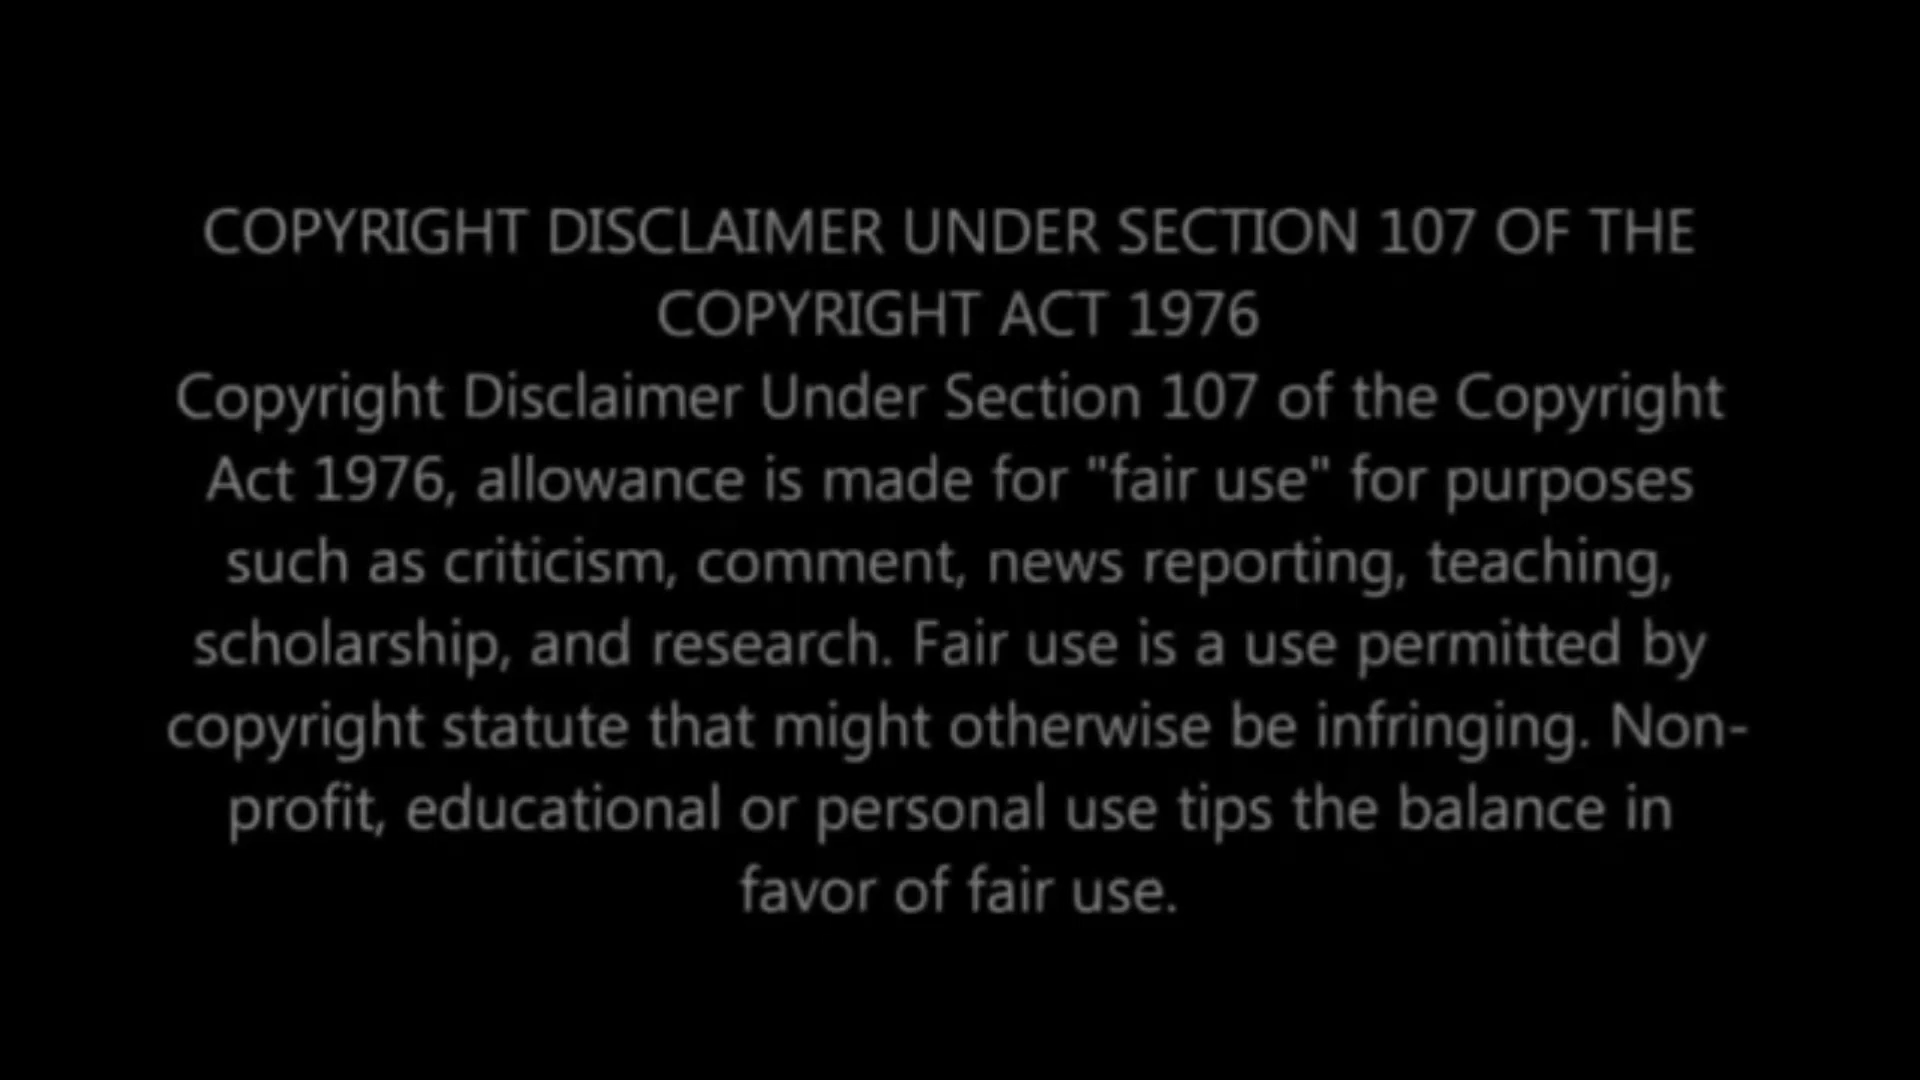 COPYRIGHT DISCLAIMER UNDER SECTION 107 OF THE
COPYRIGHT ACT 1976
Copyright Disclaimer Under Section 107 of the Copyright
Act 1976, allowance is made for "fair use" for purposes
such as criticism, comment, news reporting, teaching,
scholarship, and research. Fair use is a use permitted by
copyright statute that might otherwise be infringing. Non-
profit, educational or personal use tips the balance in
favor of fair use.